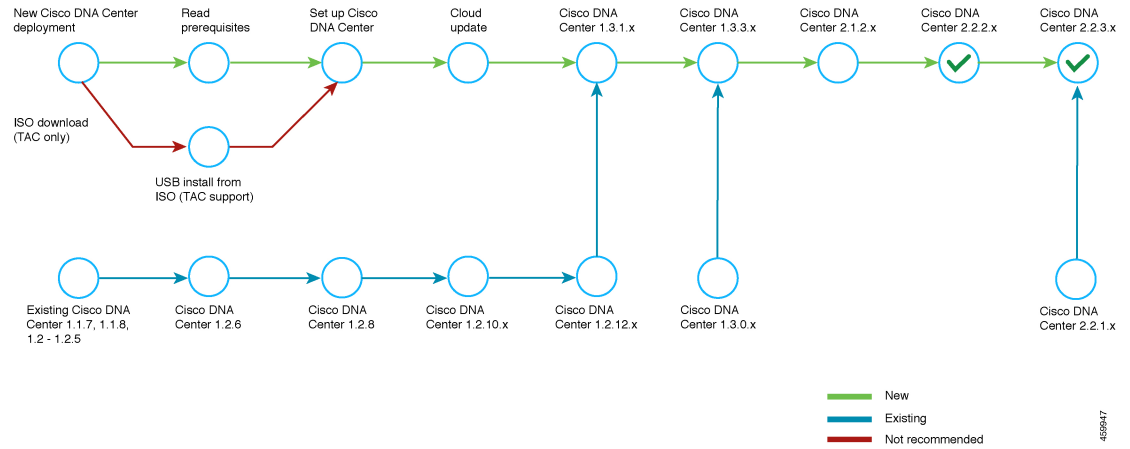 New Cisco DNA Center
deployment
Read
prerequisites
Set up Cisco
DNA Center
Cloud
update
Cisco DNA
Center 1.3.1.x
Cisco DNA
Center 1.3.3.x
Cisco DNA
Center 2.1.2.x
Cisco DNA
Center 2.2.2.x
Cisco DNA
Center 2.2.3.x
ISO download
(TAC only)
USB install from
ISO (TAC support)
Existing Cisco DNA
Center 1.1.7, 1.1.8,
1.2 - 1.2.5
Cisco DNA
Center 1.2.6
Cisco DNA
Center 1.2.8
Cisco DNA
Center 1.2.10.x
Cisco DNA
Center 1.2.12.x
Cisco DNA
Center 1.3.0.x
Cisco DNA
Center 2.2.1.x
New
Existing
Not recommended
459947